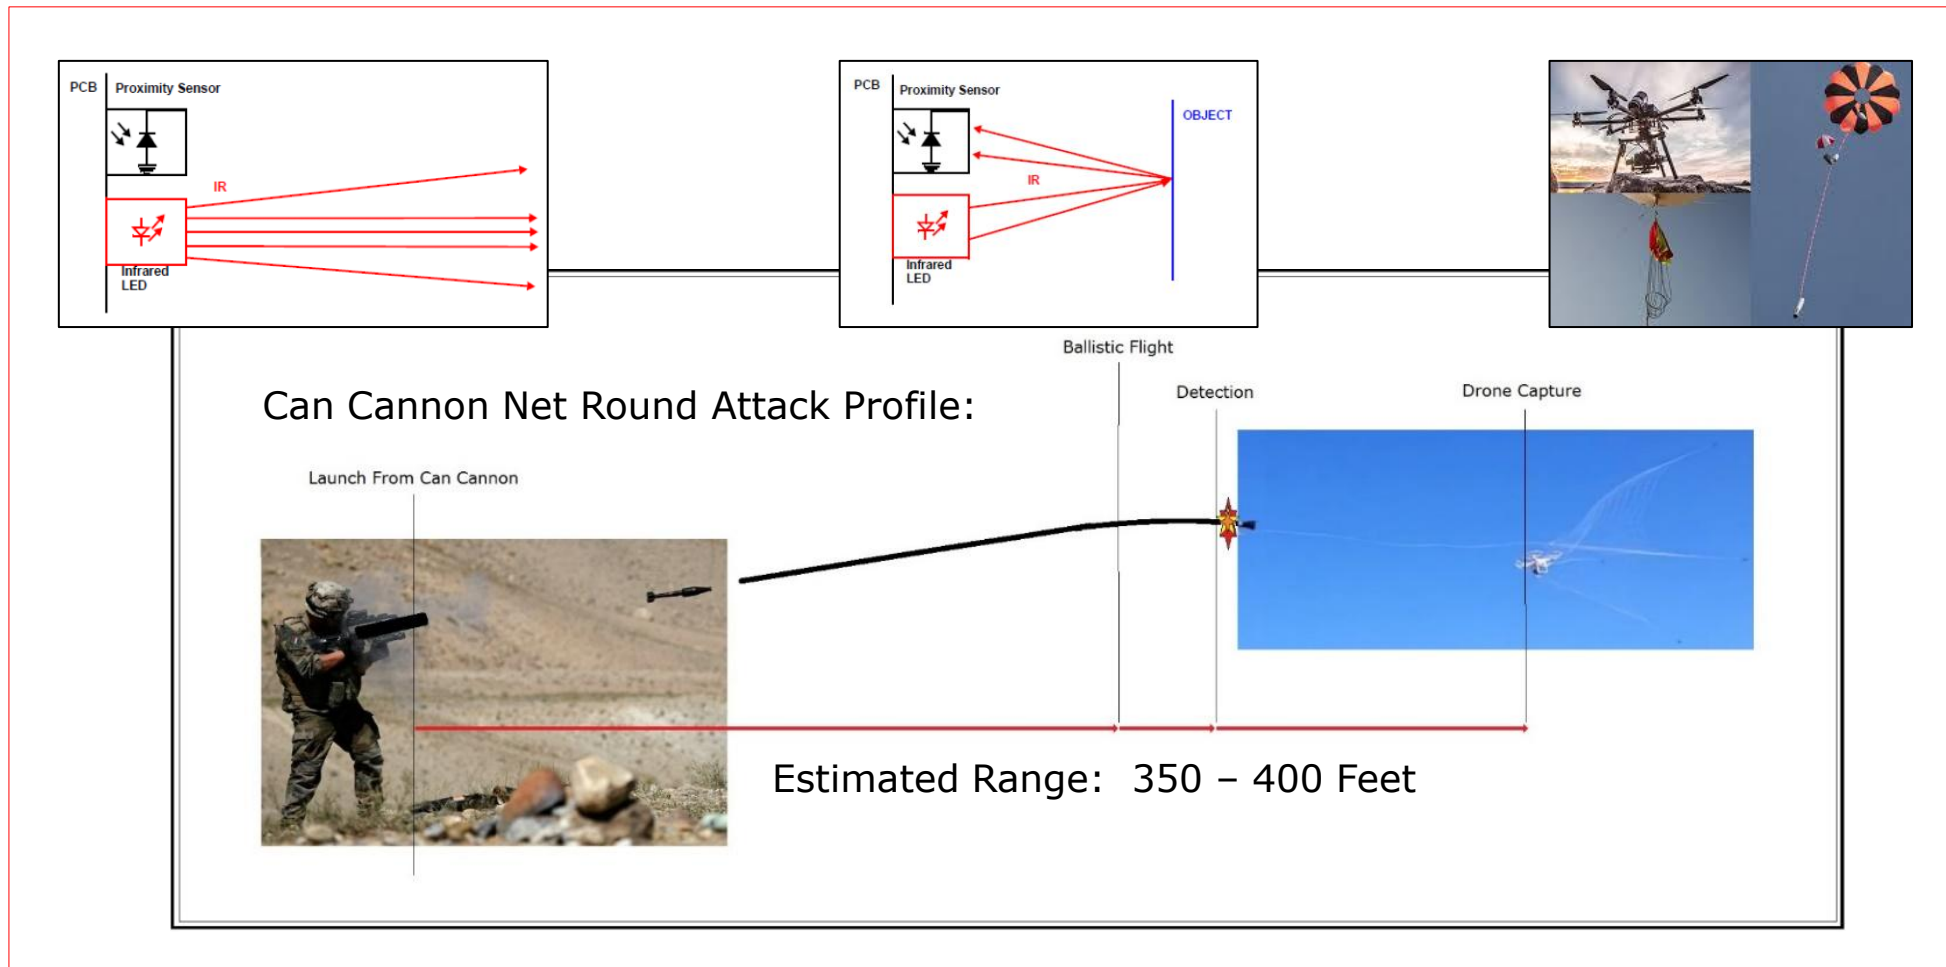 PCB
Proximity Sensor
IR
Infrared
LED
PCB
Proximity Sensor
OBJECT
IR
Infrared
LED
Ballistic Flight
Can Cannon Net Round Attack Profile:
Detection
Drone Capture
Launch From Can Cannon
Estimated Range:  350 – 400 Feet